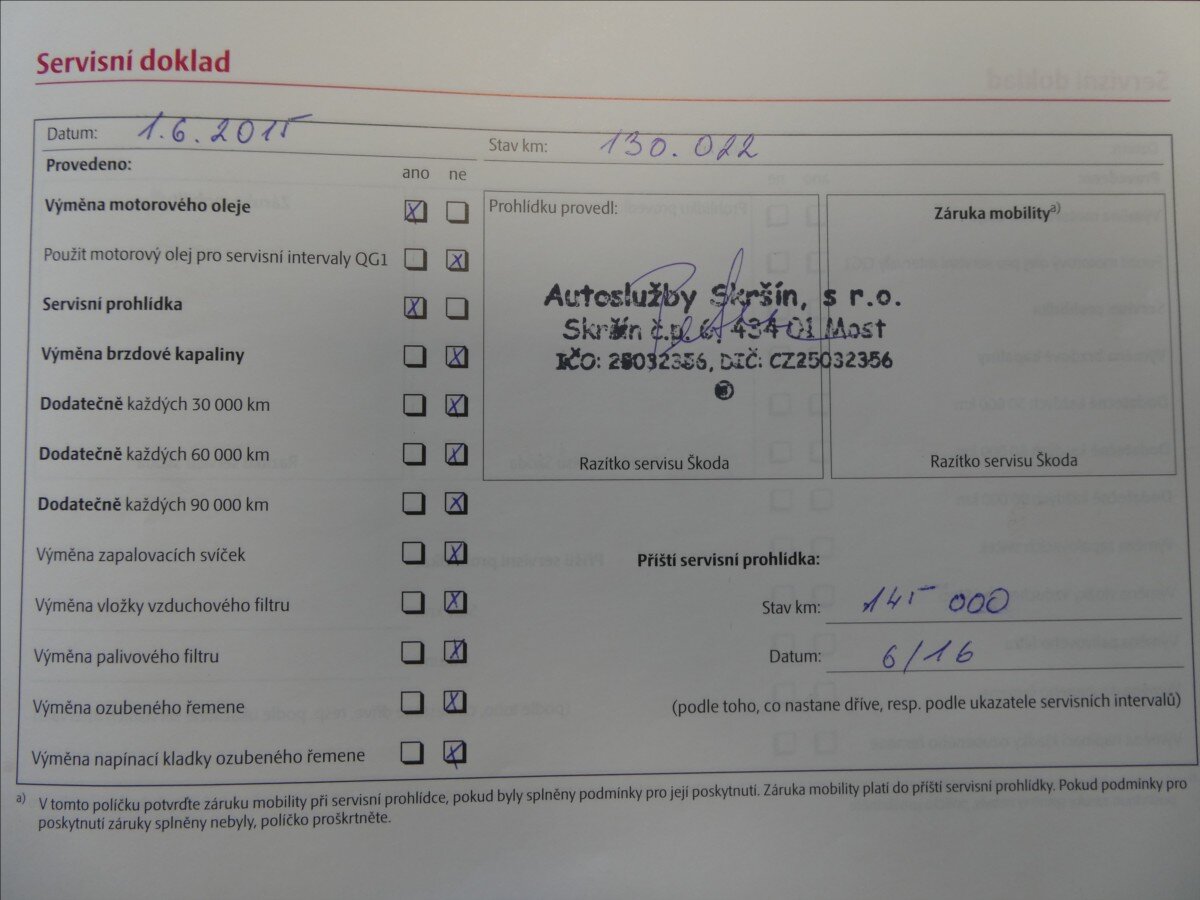 Servisní doklad
Datum: 1.6.2015
Stav km: 130.022
Provedeno:
ano ne
Výměna motorového oleje
Použit motorový olej pro servisní intervaly QG1
Servisní prohlídka
Výměna brzdové kapaliny
Dodatečně každých 30 000 km
Dodatečně každých 60 000 km
Dodatečně každých 90 000 km
Výměna zapalovacích svíček
Výměna vložky vzduchového filtru
Výměna palivového filtru
Výměna ozubeného řemene
Výměna napínací kladky ozubeného řemene
Prohlídku provedl:
Autoslužby Skršín, s r.o.
Skršín č.p. 6, 434 01 Most
IČO: 25032356, DIČ: CZ25032356
Razítko servisu Škoda
Záruka mobility a)
Razítko servisu Škoda
Příští servisní prohlídka:
Stav km: 145 000
Datum: 6/16
(podle toho, co nastane dříve, resp. podle ukazatele servisních intervalů)
a) V tomto políčku potvrďte záruku mobility při servisní prohlídce, pokud byly splněny podmínky pro její poskytnutí. Záruka mobility platí do příští servisní prohlídky. Pokud podmínky pro
poskytnutí záruky splněny nebyly, políčko proškrtněte.